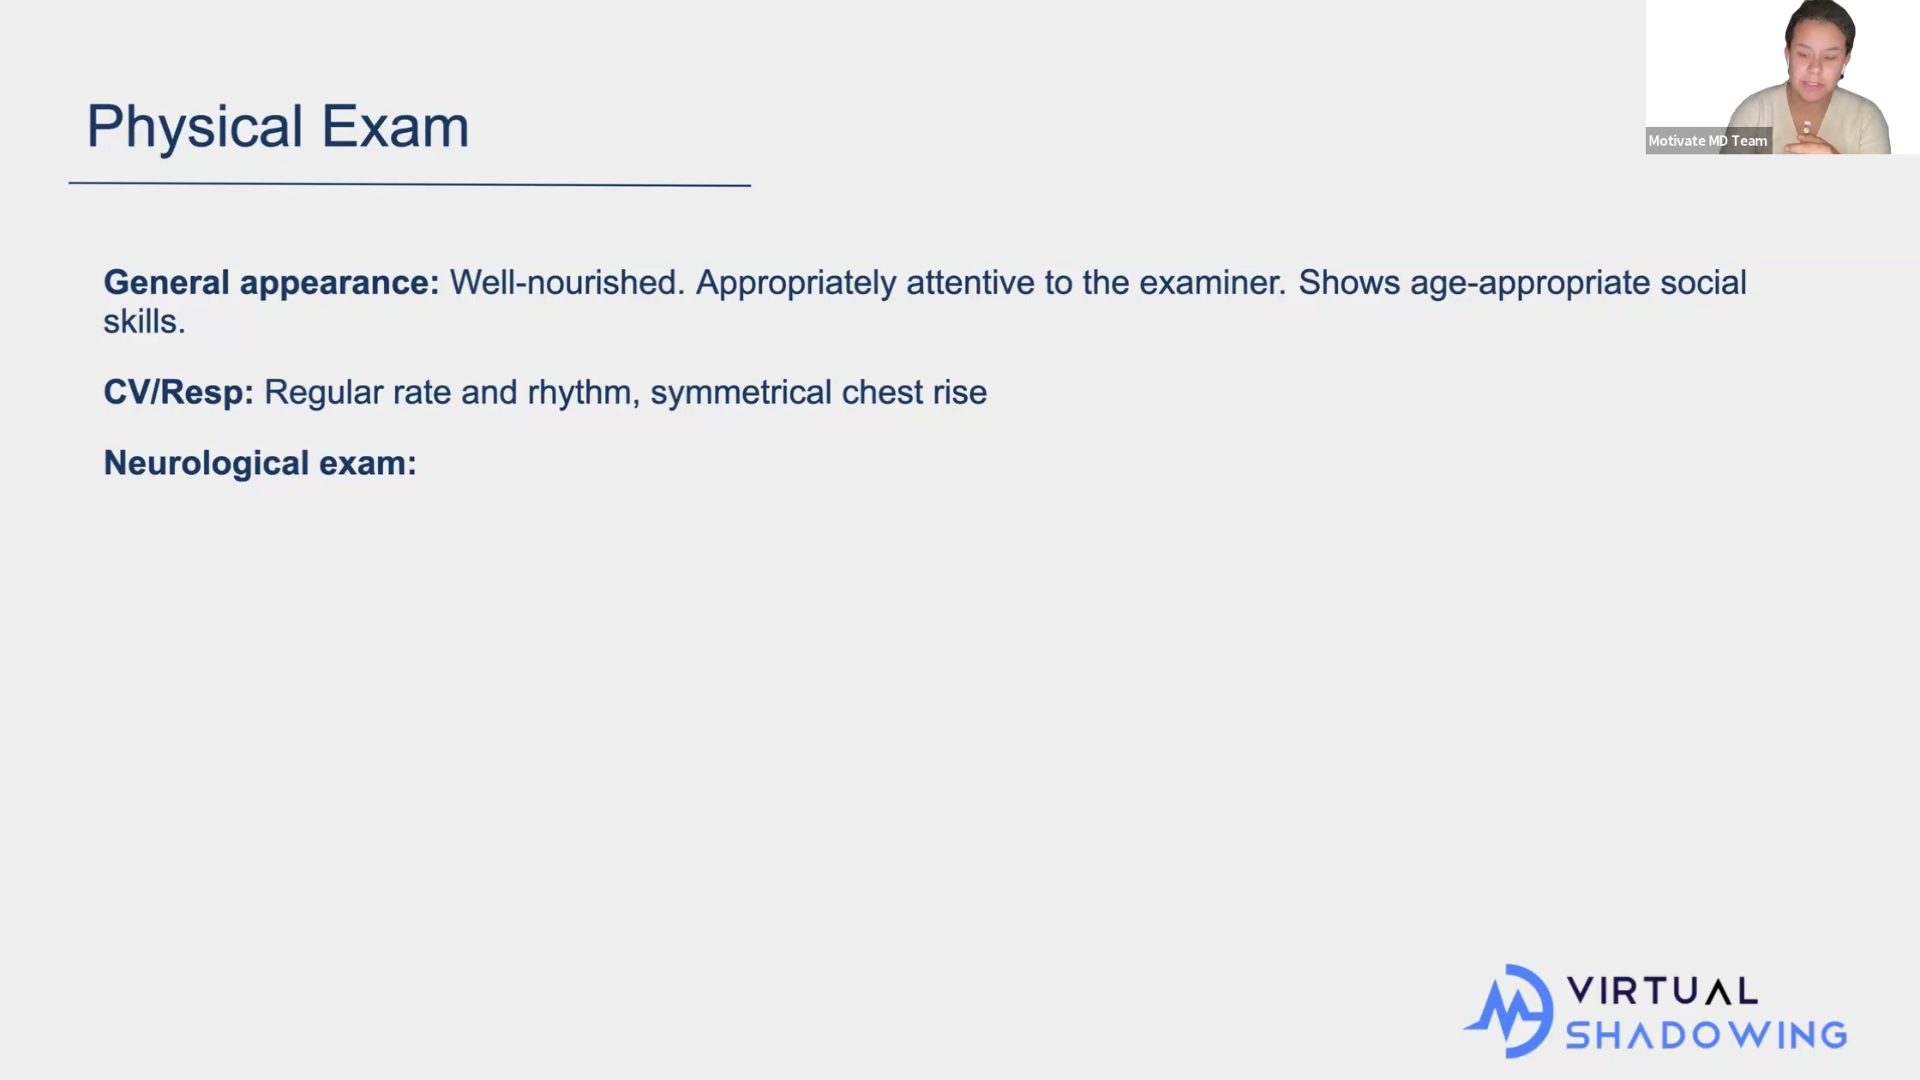 Physical Exam
Motivate MD Team
General appearance: Well-nourished. Appropriately attentive to the examiner. Shows age-appropriate social
skills.
CV/Resp: Regular rate and rhythm, symmetrical chest rise
Neurological exam:
VIRTUAL
SHADOWING